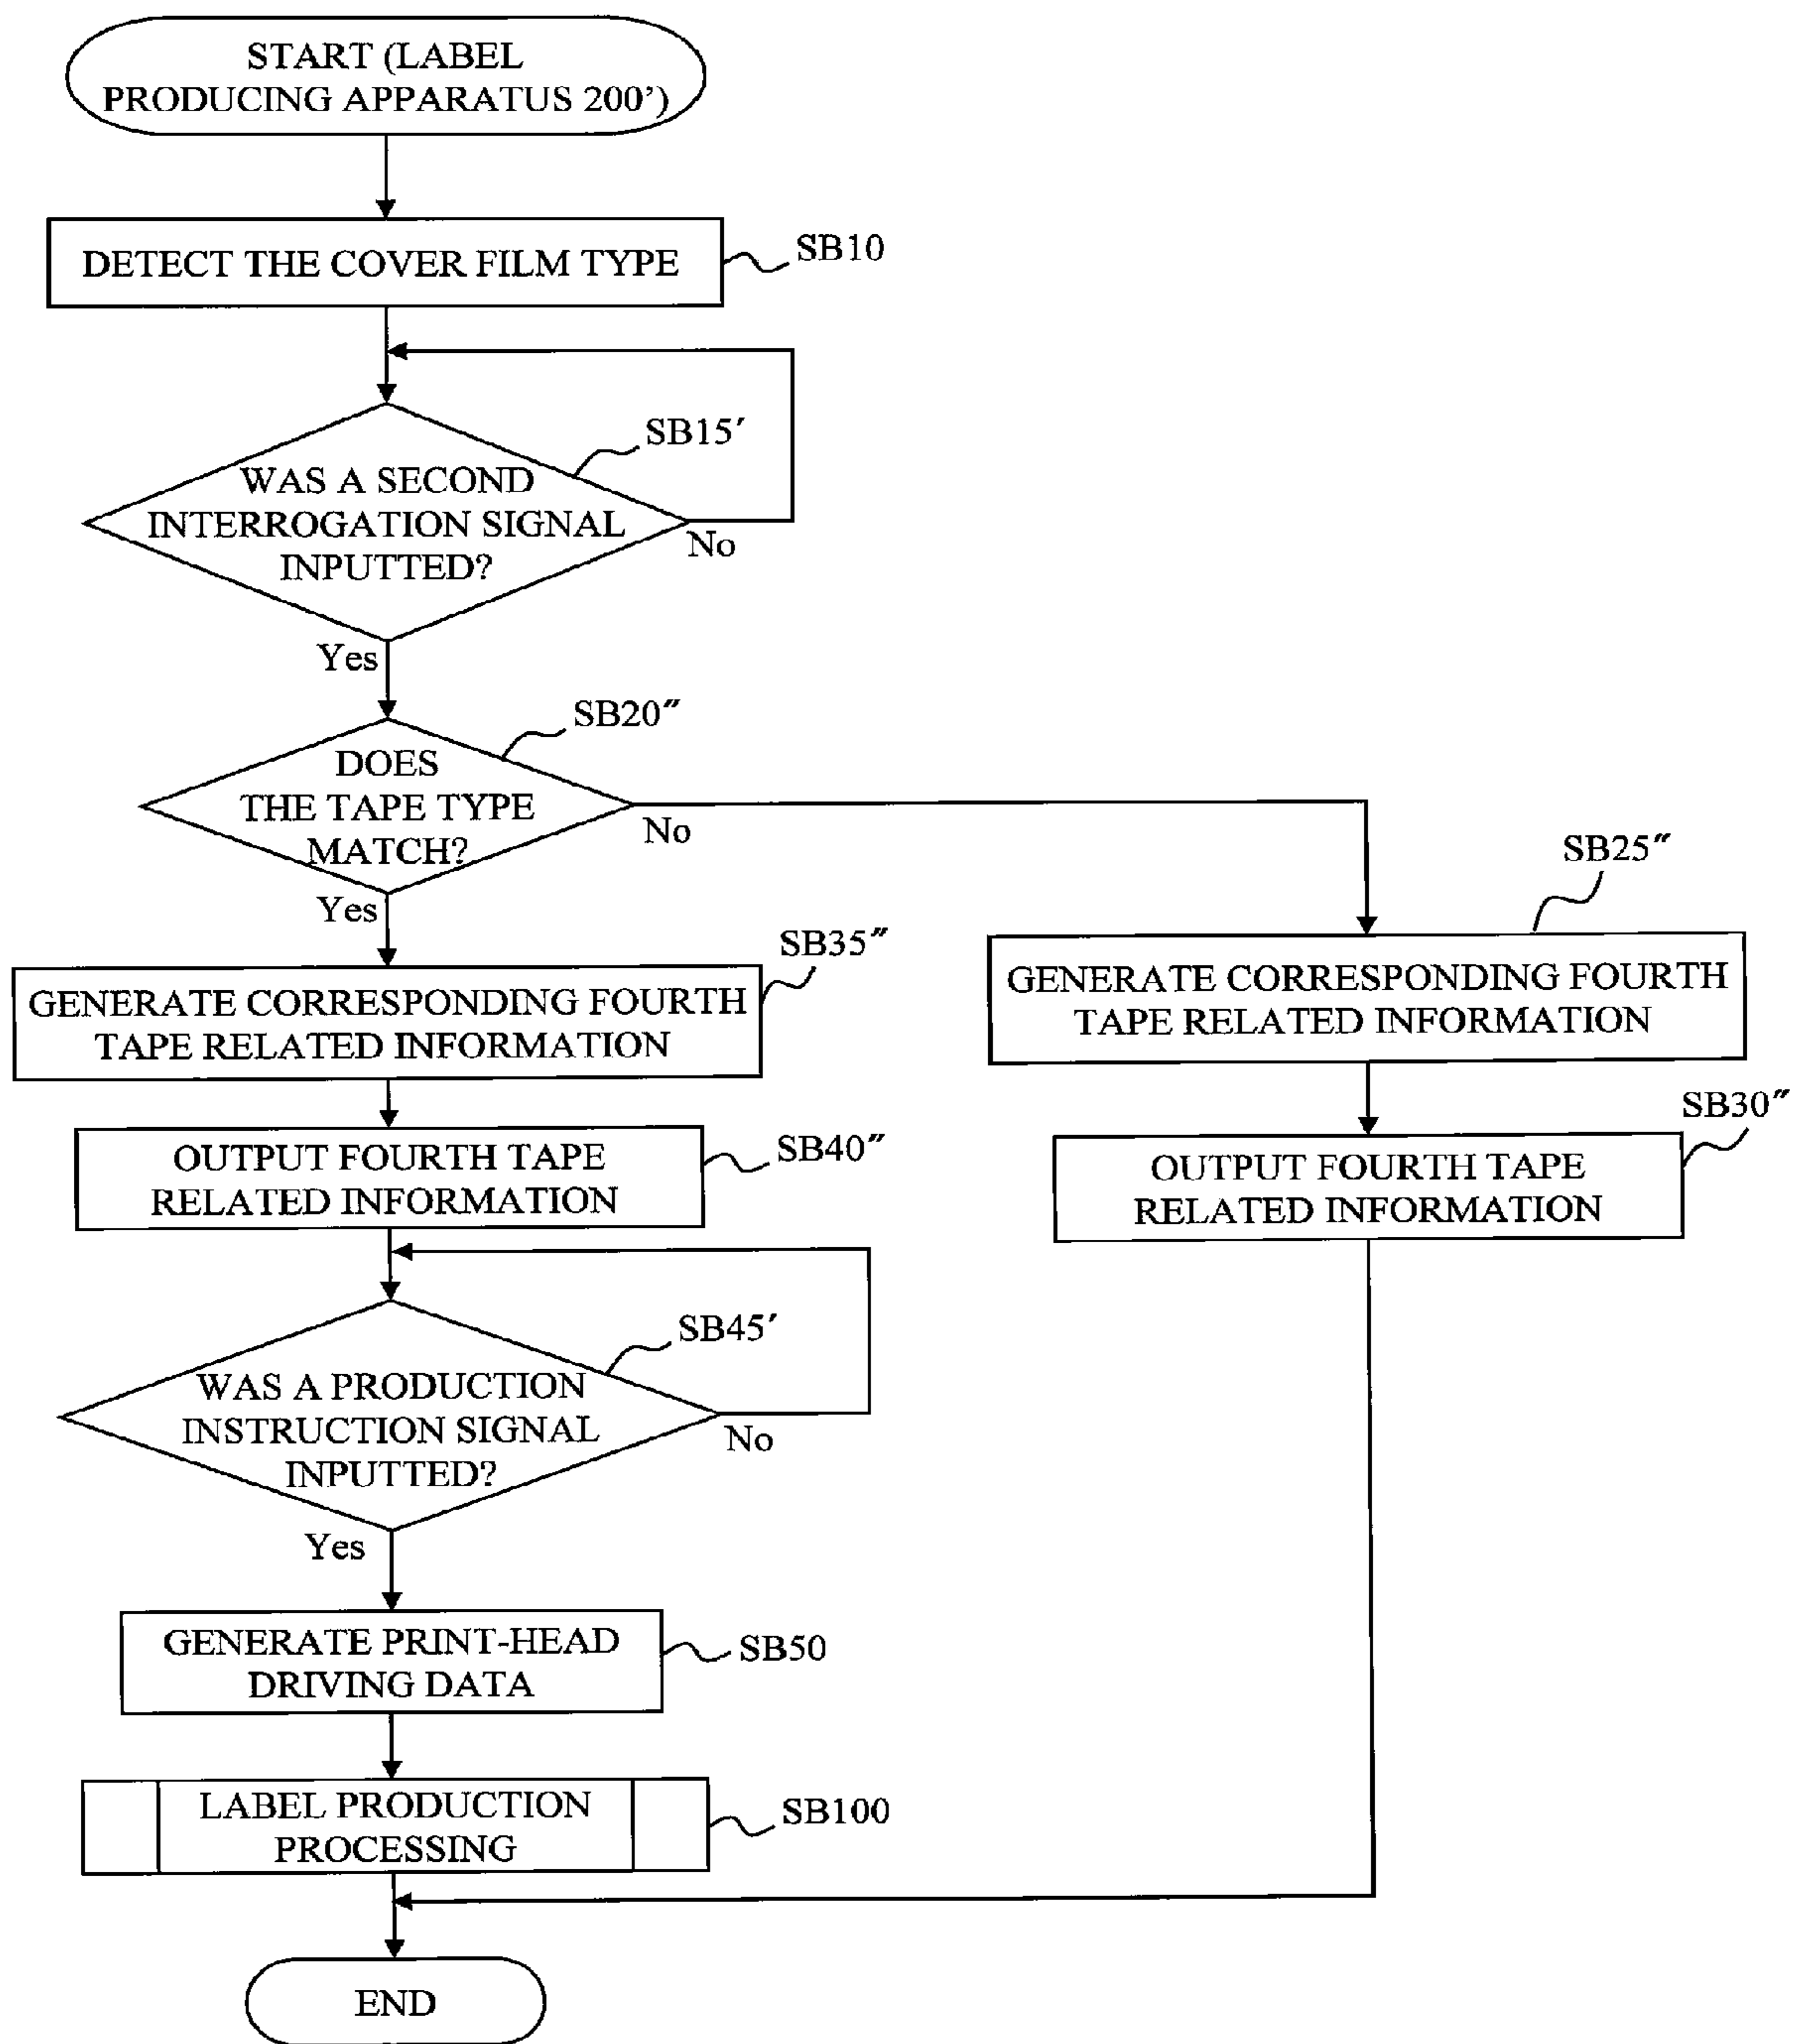 START (LABEL
PRODUCING APPARATUS 200’)
DETECT THE COVER FILM TYPE
SB10
SB15′
WAS A SECOND
INTERROGATION SIGNAL
INPUTTED?
No
Yes
SB20″
DOES
THE TAPE TYPE
MATCH?
No
Yes
SB25″
SB35″
GENERATE CORRESPONDING FOURTH
TAPE RELATED INFORMATION
GENERATE CORRESPONDING FOURTH
TAPE RELATED INFORMATION
SB30″
SB40″
OUTPUT FOURTH TAPE
RELATED INFORMATION
OUTPUT FOURTH TAPE
RELATED INFORMATION
SB45′
WAS A PRODUCTION
INSTRUCTION SIGNAL
INPUTTED?
No
Yes
GENERATE PRINT-HEAD
DRIVING DATA
SB50
LABEL PRODUCTION
PROCESSING
SB100
END